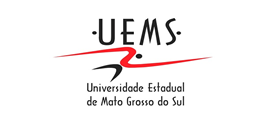 ·UEMS·
Universidade Estadual
de Mato Grosso do Sul